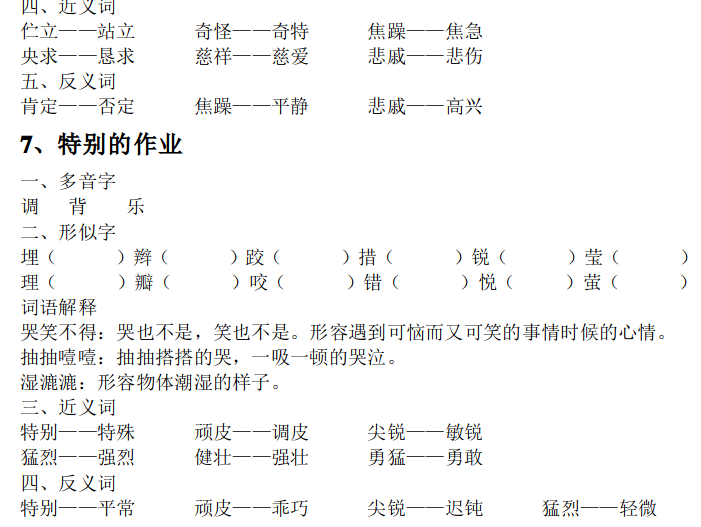 四、近义词
伫立——站立 奇怪——奇特 焦躁——焦急
央求——恳求 慈祥——慈爱 悲戚——悲伤
五、反义词
肯定——否定 焦躁——平静 悲戚——高兴
7、特别的作业
一、多音字
调 背 乐
二、形似字
埋（ ）辫（ ）跤（ ）措（ ）锐（ ）莹（ ）
理（ ）瓣（ ）咬（ ）错（ ）悦（ ）萤（ ）
词语解释
哭笑不得：哭也不是，笑也不是。形容遇到可恼而又可笑的事情时候的心情。
抽抽噎噎：抽抽搭搭的哭，一吸一顿的哭泣。
湿漉漉：形容物体潮湿的样子。
三、近义词
特别——特殊 顽皮——调皮 尖锐——敏锐
猛烈——强烈 健壮——强壮 勇猛——勇敢
四、反义词
特别——平常 顽皮——乖巧 尖锐——迟钝 猛烈——轻微